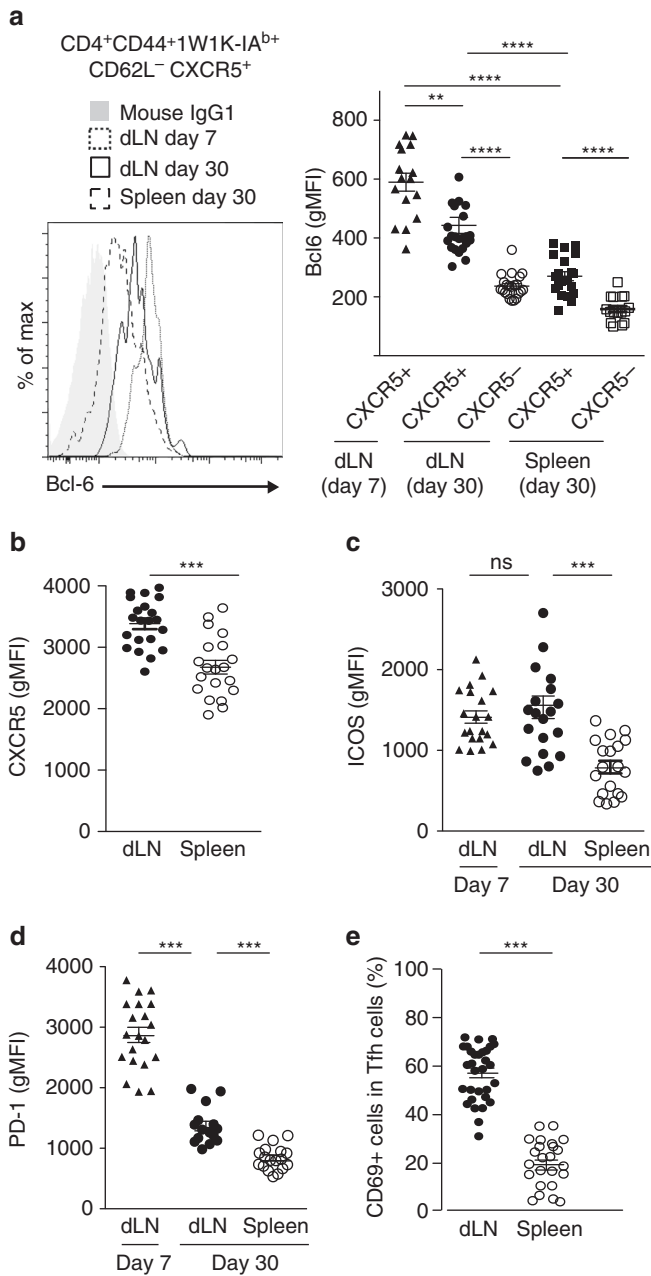 a
CD4+CD44+1W1K-IAb+
CD62L– CXCR5+
Mouse IgG1
dLN day 7
dLN day 30
Spleen day 30
% of max
Bcl-6
****
****
**
****
****
Bcl6 (gMFI)
800
600
400
200
CXCR5+
CXCR5+
CXCR5–
CXCR5+
CXCR5–
dLN
(day 7)
dLN
(day 30)
Spleen
(day 30)
b
***
CXCR5 (gMFI)
4000
3000
2000
1000
0
dLN
Spleen
c
ns
***
ICOS (gMFI)
3000
2000
1000
0
dLN
dLN
Spleen
Day 7
Day 30
d
***
***
PD-1 (gMFI)
4000
3000
2000
1000
0
dLN
dLN
Spleen
Day 7
Day 30
e
***
CD69+ cells in Tfh cells (%)
100
80
60
40
20
0
dLN
Spleen